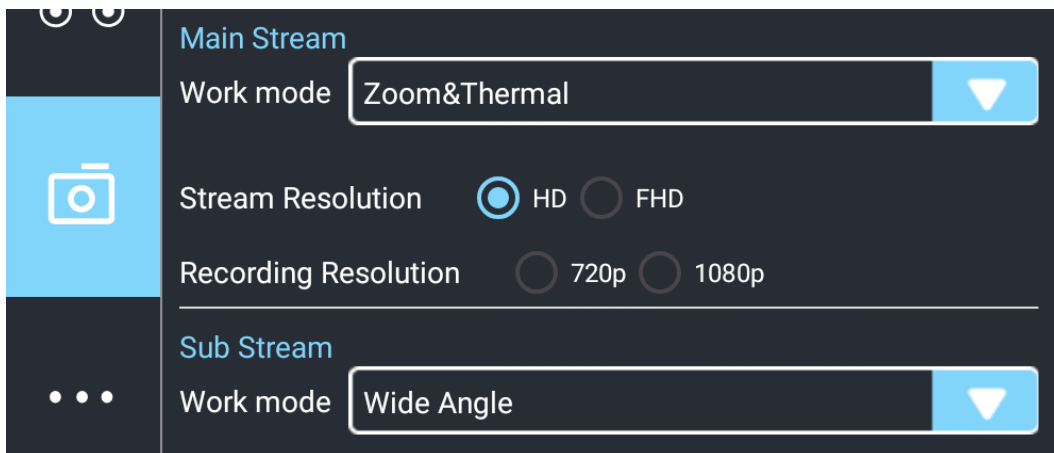 Main Stream
Work mode Zoom&Thermal
Stream Resolution HD FHD
Recording Resolution 720p 1080p
Sub Stream
Work mode Wide Angle